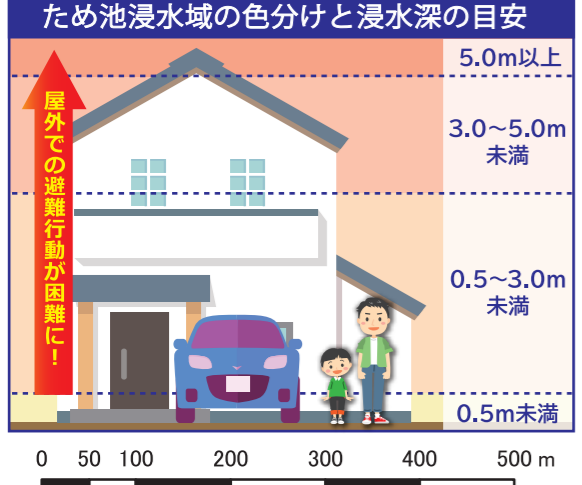 ため池浸水域の色分けと浸水深の目安
5.0m以上
屋外での避難行動が困難に!
3.0~5.0m
未満
0.5~3.0m
未満
0.5m未満
0 50 100 200 300 400 500 m